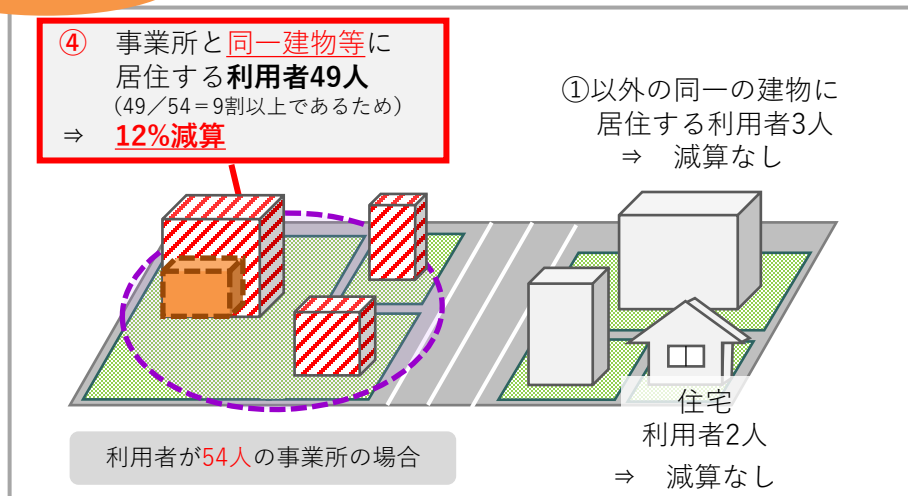 ④ 事業所と同一建物等に
居住する利用者49人
（49／54＝9割以上であるため）
⇒ 12%減算
①以外の同一の建物に
居住する利用者3人
⇒ 減算なし
住宅
利用者2人
⇒ 減算なし
利用者が54人の事業所の場合